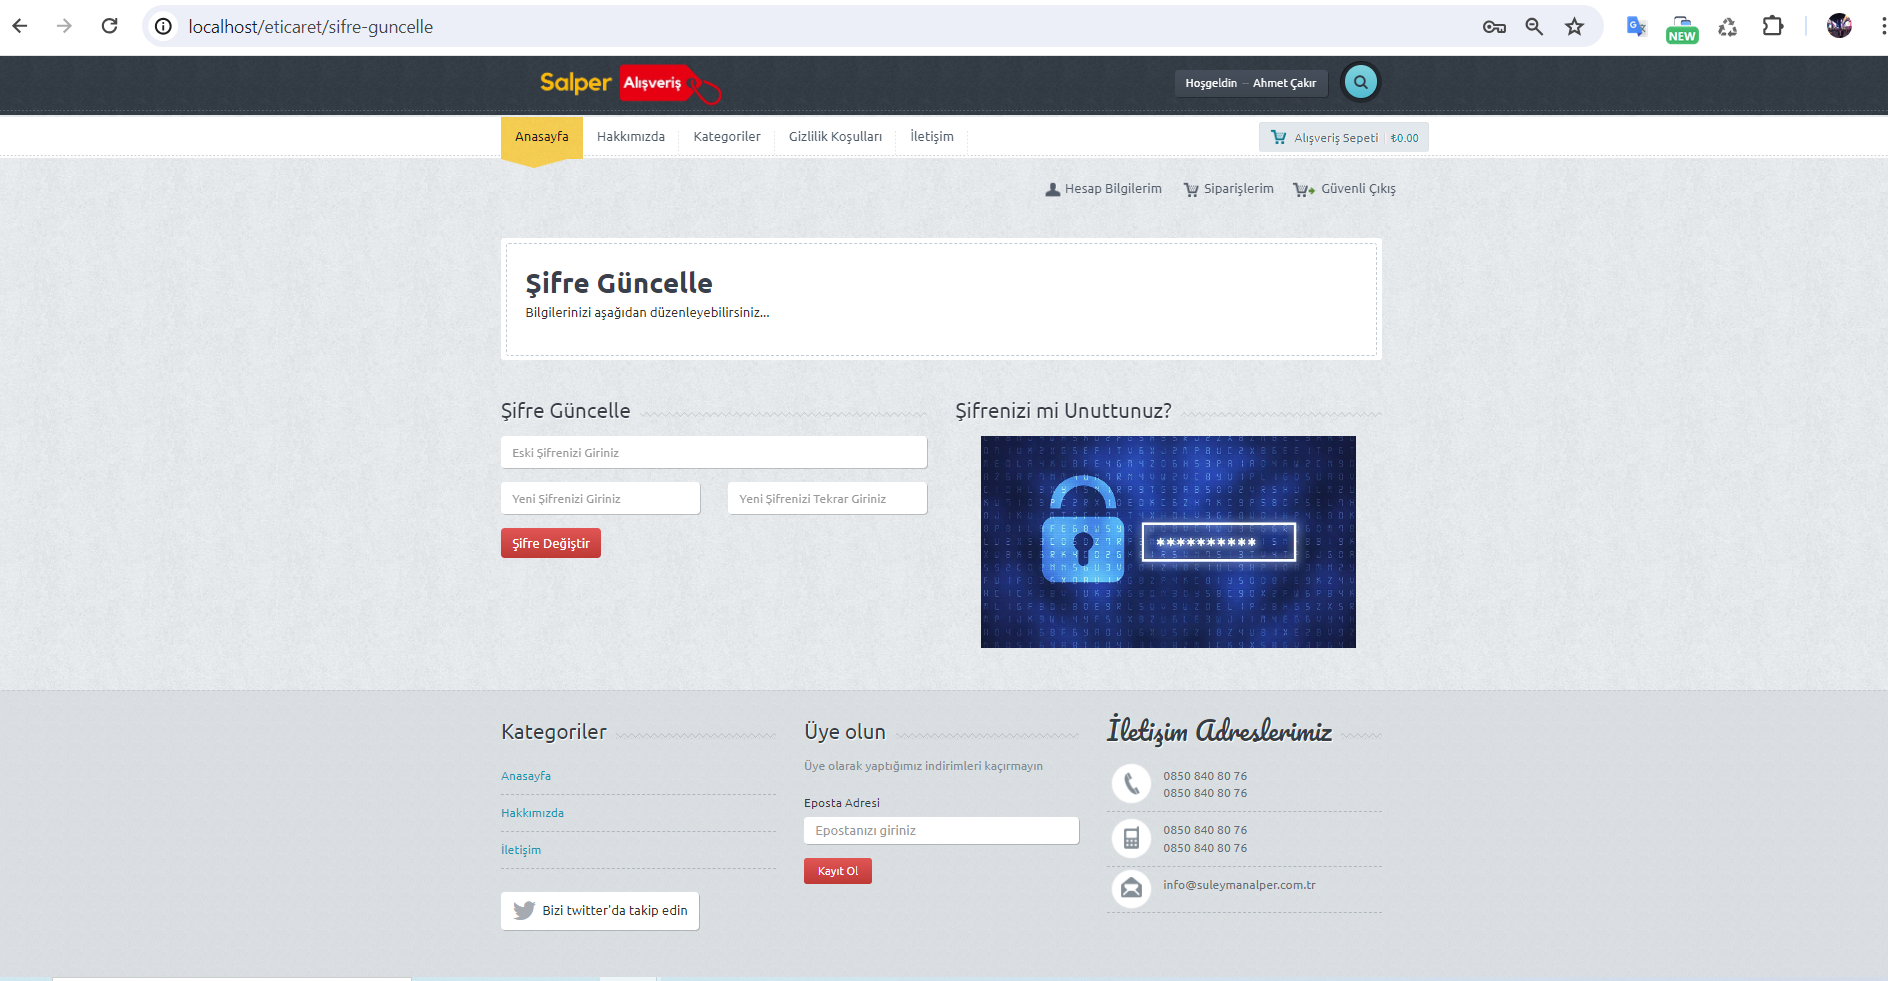 localhost/eticaret/sifre-guncelle
NEW
Salper Alışveriş
Hoşgeldin -- Ahmet Çakır
Anasayfa Hakkımızda Kategoriler Gizlilik Koşulları İletişim
Alışveriş Sepeti ₺0.00
Hesap Bilgilerim Siparişlerim Güvenli Çıkış
Şifre Güncelle
Bilgilerinizi aşağıdan düzenleyebilirsiniz...
Şifre Güncelle
Eski Şifrenizi Giriniz
Yeni Şifrenizi Giriniz Yeni Şifrenizi Tekrar Giriniz
Şifre Değiştir
Şifrenizi mi Unuttunuz?
**********
Kategoriler
Anasayfa
Hakkımızda
İletişim
Bizi twitter'da takip edin
Üye olun
Üye olarak yaptığımız indirimleri kaçırmayın
Eposta Adresi
Epostanızı giriniz
Kayıt Ol
İletişim Adreslerimiz
0850 840 80 76
0850 840 80 76
0850 840 80 76
0850 840 80 76
info@suleymanalper.com.tr